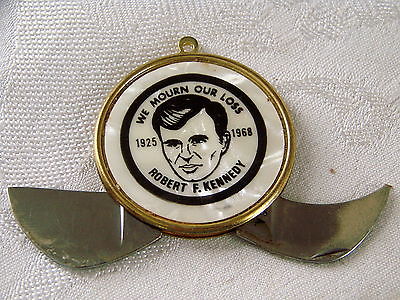 WE MOURN OUR LOSS
1925 1968
ROBERT F. KENNEDY